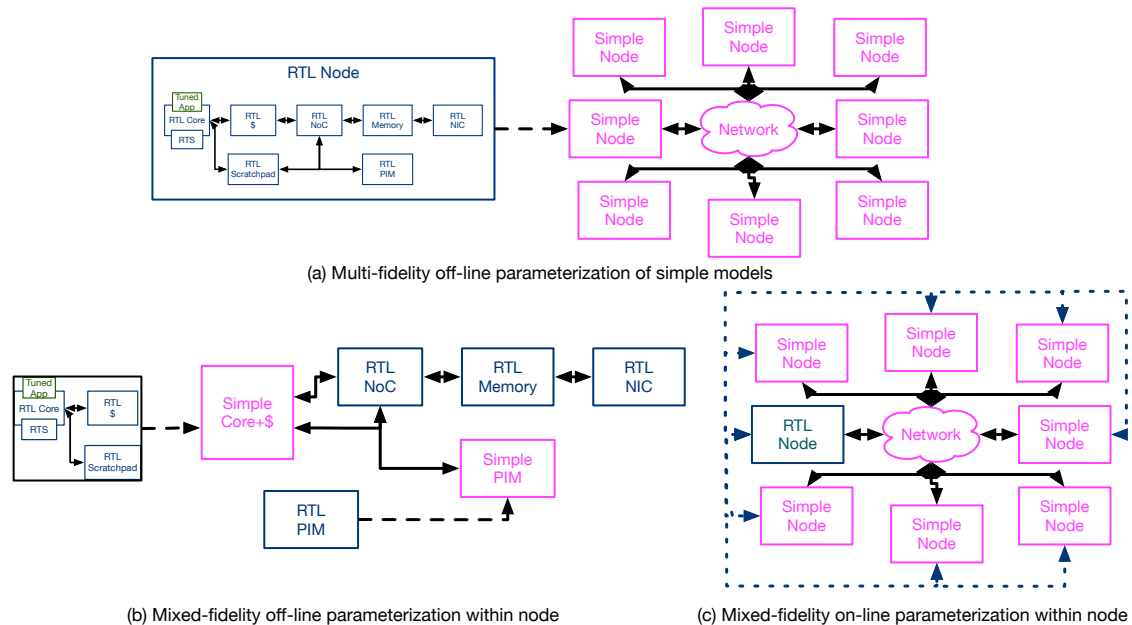 RTL Node
Tuned
App
RTL Core
RTS
RTL
$
RTL
NoC
RTL
Memory
RTL
NIC
RTL
Scratchpad
RTL
PIM
Simple
Node
Simple
Node
Simple
Node
Simple
Node
Network
Simple
Node
Simple
Node
Simple
Node
Simple
Node
(a) Multi-fidelity off-line parameterization of simple models
Tuned
App
RTL Core
RTS
RTL
$
RTL
Scratchpad
Simple
Core+$
RTL
NoC
RTL
Memory
RTL
NIC
Simple
PIM
RTL
PIM
(b) Mixed-fidelity off-line parameterization within node
Simple
Node
Simple
Node
Simple
Node
RTL
Node
Network
Simple
Node
Simple
Node
Simple
Node
Simple
Node
(c) Mixed-fidelity on-line parameterization within node